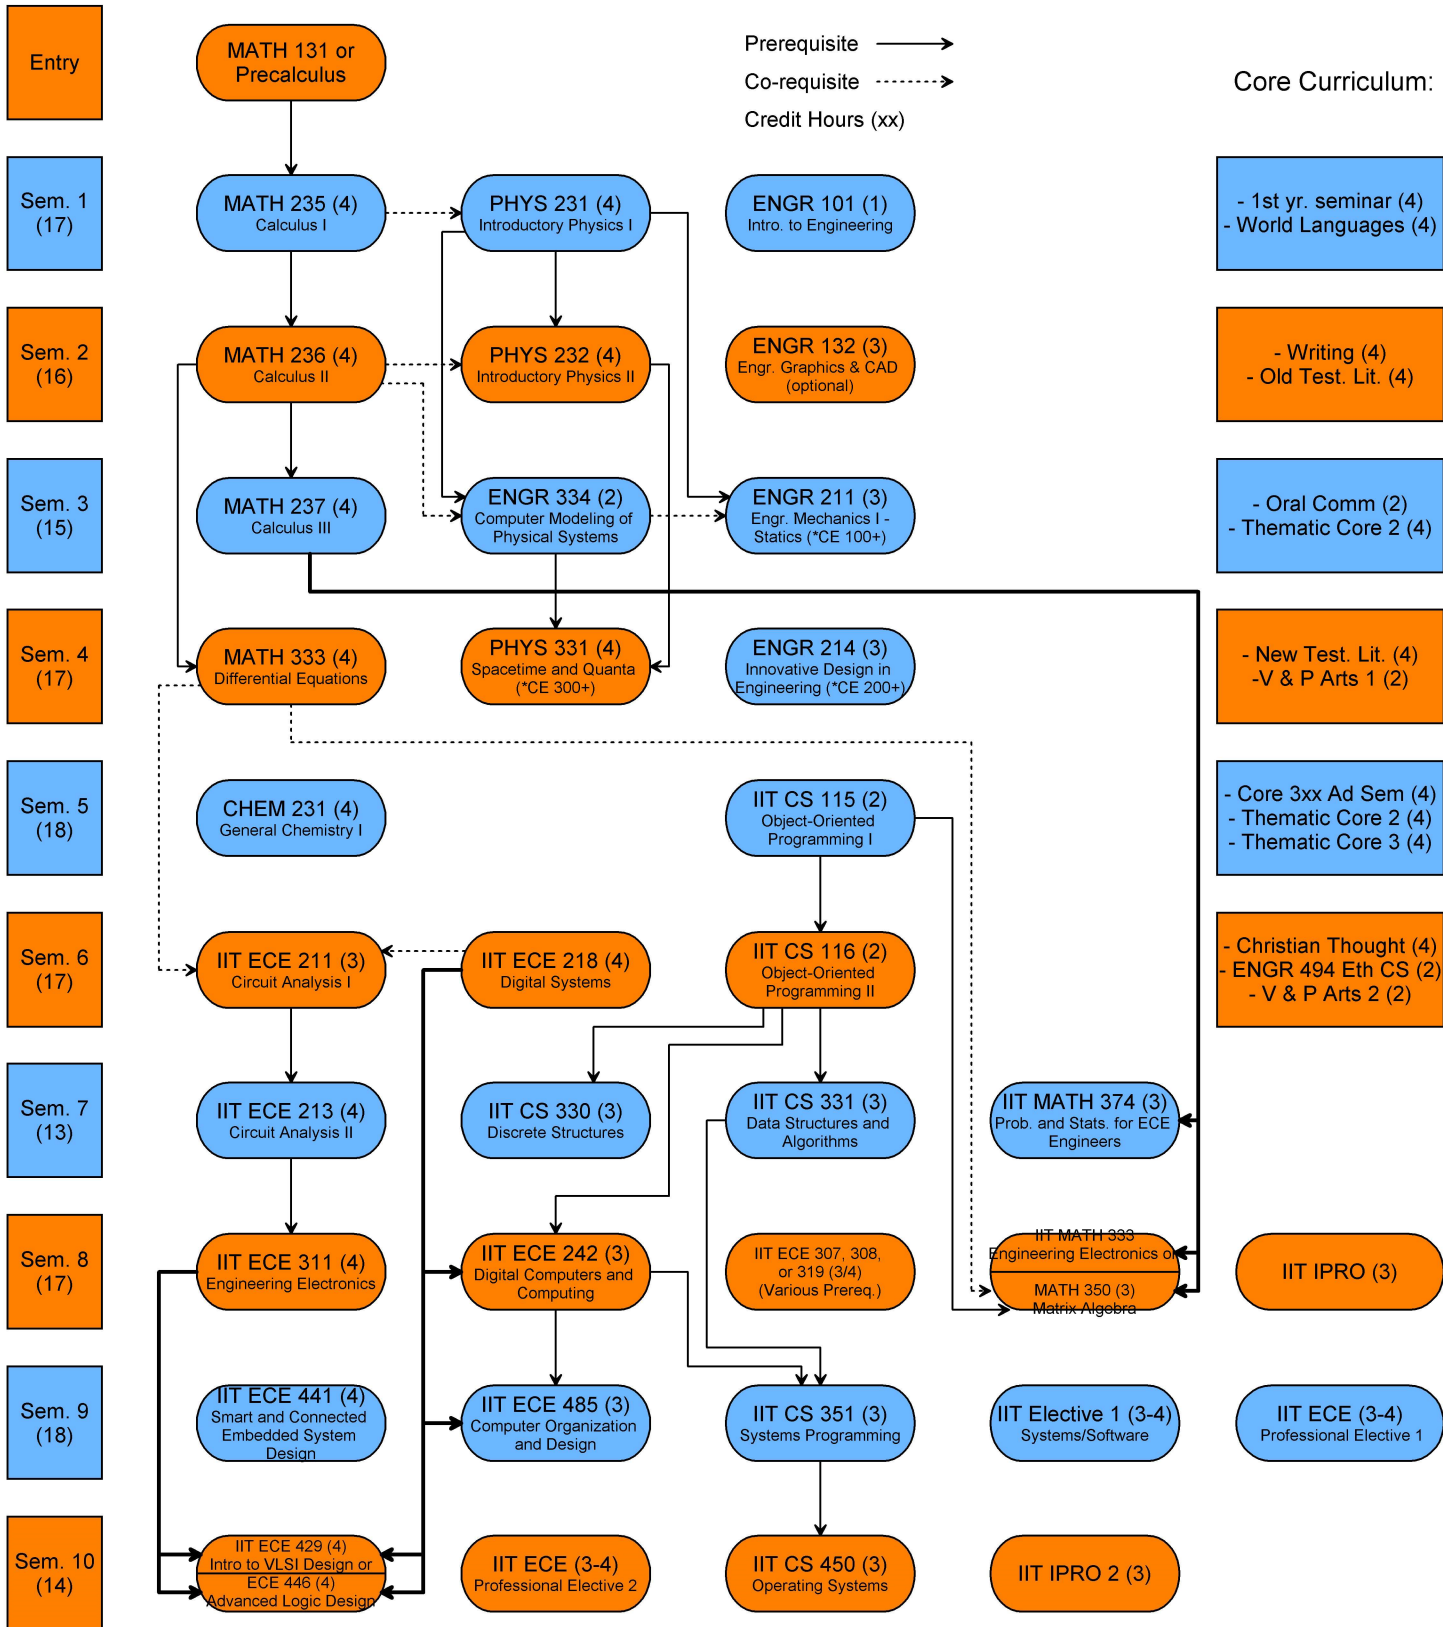 Entry
MATH 131 or
Precalculus
Prerequisite
Co-requisite
Credit Hours (xx)
Core Curriculum:
Sem. 1
(17)
MATH 235 (4)
Calculus I
PHYS 231 (4)
Introductory Physics I
ENGR 101 (1)
Intro. to Engineering
- 1st yr. seminar (4)
- World Languages (4)
Sem. 2
(16)
MATH 236 (4)
Calculus II
PHYS 232 (4)
Introductory Physics II
ENGR 132 (3)
Engr. Graphics & CAD
(optional)
- Writing (4)
- Old Test. Lit. (4)
Sem. 3
(15)
MATH 237 (4)
Calculus III
ENGR 334 (2)
Computer Modeling of
Physical Systems
ENGR 211 (3)
Engr. Mechanics I -
Statics (*CE 100+)
- Oral Comm (2)
- Thematic Core 2 (4)
Sem. 4
(17)
MATH 333 (4)
Differential Equations
PHYS 331 (4)
Spacetime and Quanta
(*CE 300+)
ENGR 214 (3)
Innovative Design in
Engineering (*CE 200+)
- New Test. Lit. (4)
-V & P Arts 1 (2)
Sem. 5
(18)
CHEM 231 (4)
General Chemistry I
IIT CS 115 (2)
Object-Oriented
Programming I
- Core 3xx Ad Sem (4)
- Thematic Core 2 (4)
- Thematic Core 3 (4)
Sem. 6
(17)
IIT ECE 211 (3)
Circuit Analysis I
IIT ECE 218 (4)
Digital Systems
IIT CS 116 (2)
Object-Oriented
Programming II
- Christian Thought (4)
- ENGR 494 Eth CS (2)
- V & P Arts 2 (2)
Sem. 7
(13)
IIT ECE 213 (4)
Circuit Analysis II
IIT CS 330 (3)
Discrete Structures
IIT CS 331 (3)
Data Structures and
Algorithms
IIT MATH 374 (3)
Prob. and Stats. for ECE
Engineers
Sem. 8
(17)
IIT ECE 311 (4)
Engineering Electronics
IIT ECE 242 (3)
Digital Computers and
Computing
IIT ECE 307, 308,
or 319 (3/4)
(Various Prereq.)
IIT MATH 333
Engineering Electronics or
MATH 350 (3)
Matrix Algebra
IIT IPRO (3)
Sem. 9
(18)
IIT ECE 441 (4)
Smart and Connected
Embedded System
Design
IIT ECE 485 (3)
Computer Organization
and Design
IIT CS 351 (3)
Systems Programming
IIT Elective 1 (3-4)
Systems/Software
IIT ECE (3-4)
Professional Elective 1
Sem. 10
(14)
IIT ECE 429 (4)
Intro to VLSI Design or
ECE 446 (4)
Advanced Logic Design
IIT ECE (3-4)
Professional Elective 2
IIT CS 450 (3)
Operating Systems
IIT IPRO 2 (3)